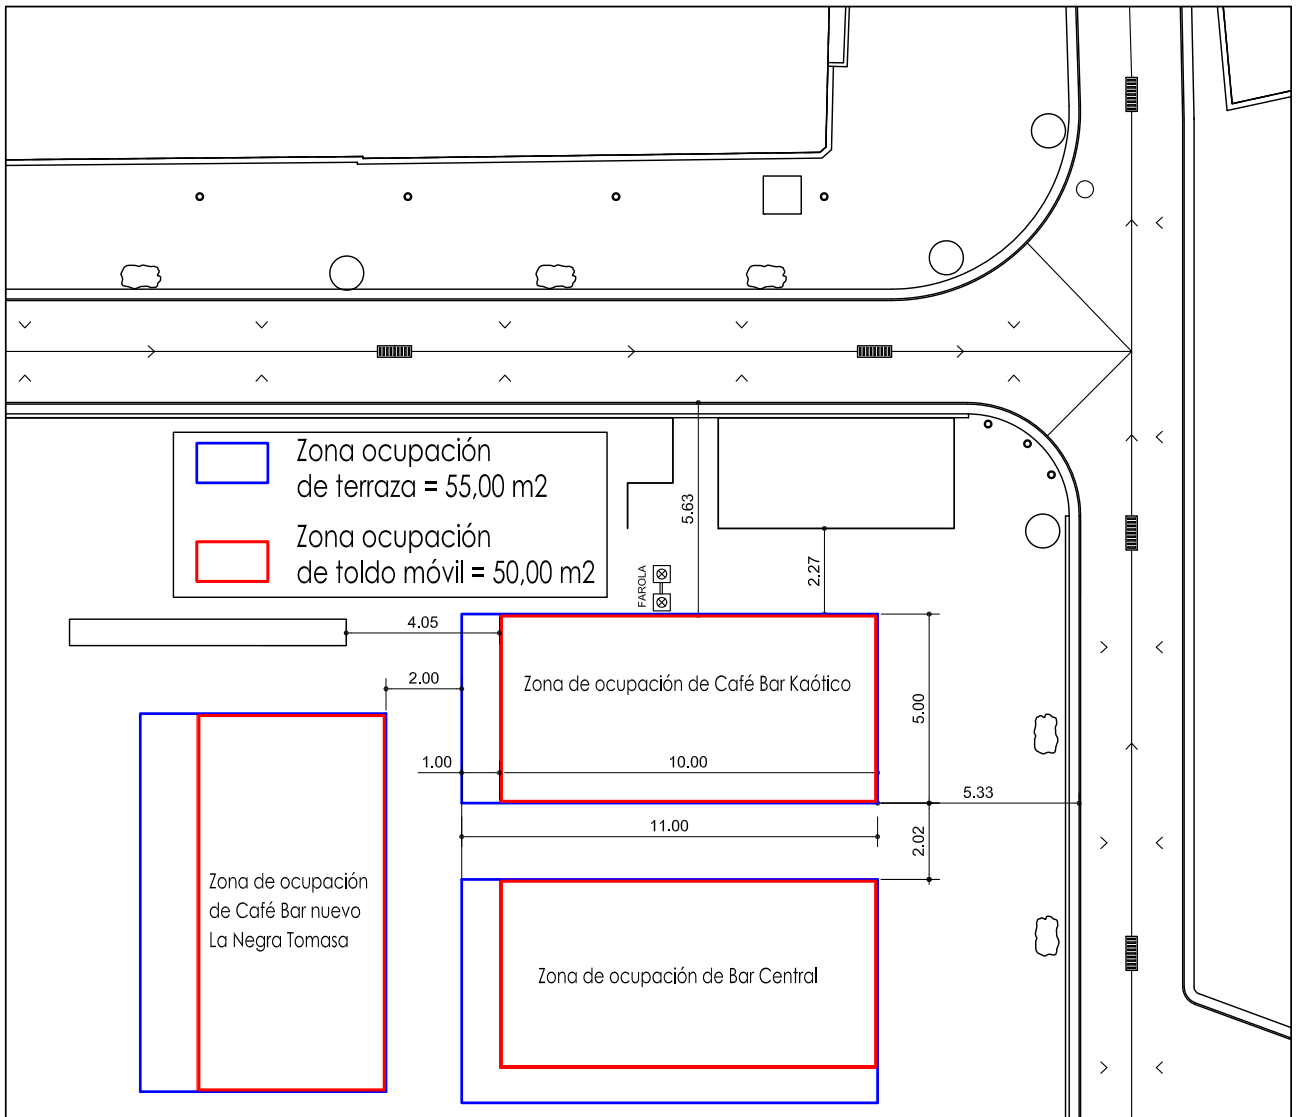 Zona ocupación
de terraza = 55,00 m2
Zona ocupación
de toldo móvil = 50,00 m2
5.63
2.27
FAROLA
4.05
2.00
Zona de ocupación de Café Bar Kaótico
5.00
1.00
10.00
5.33
11.00
2.02
Zona de ocupación
de Café Bar nuevo
La Negra Tomasa
Zona de ocupación de Bar Central